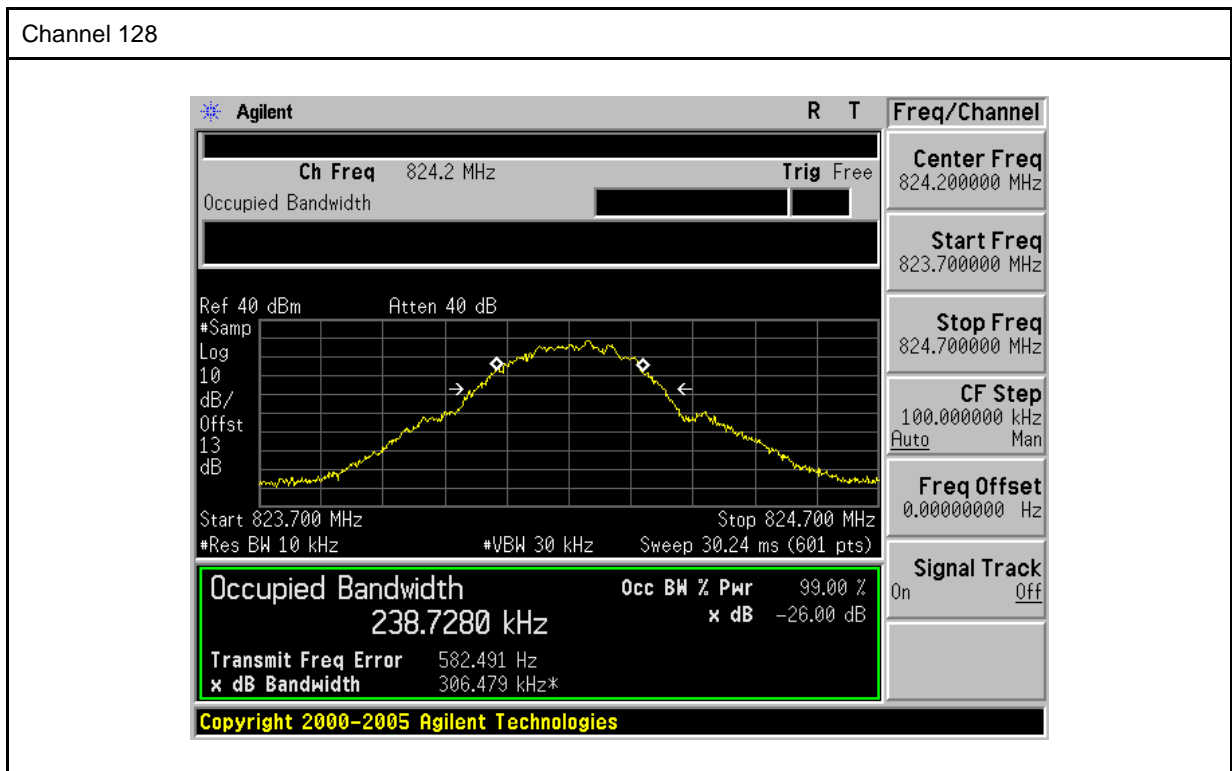 Channel 128
Agilent R T Freq/Channel
Ch Freq 824.2 MHz Trig Free
Occupied Bandwidth
Center Freq
824.200000 MHz
Start Freq
823.700000 MHz
Stop Freq
824.700000 MHz
CF Step
100.000000 kHz
Auto Man
Freq Offset
0.00000000 Hz
Signal Track
On Off
Ref 40 dBm Atten 40 dB
#Samp
Log
10
dB/
Offst
13
dB
Start 823.700 MHz Stop 824.700 MHz
#Res BW 10 kHz #VBW 30 kHz Sweep 30.24 ms (601 pts)
Occupied Bandwidth Occ BW % Pwr 99.00 %
238.7280 kHz x dB -26.00 dB
Transmit Freq Error 582.491 Hz
x dB Bandwidth 306.479 kHz*
Copyright 2000-2005 Agilent Technologies